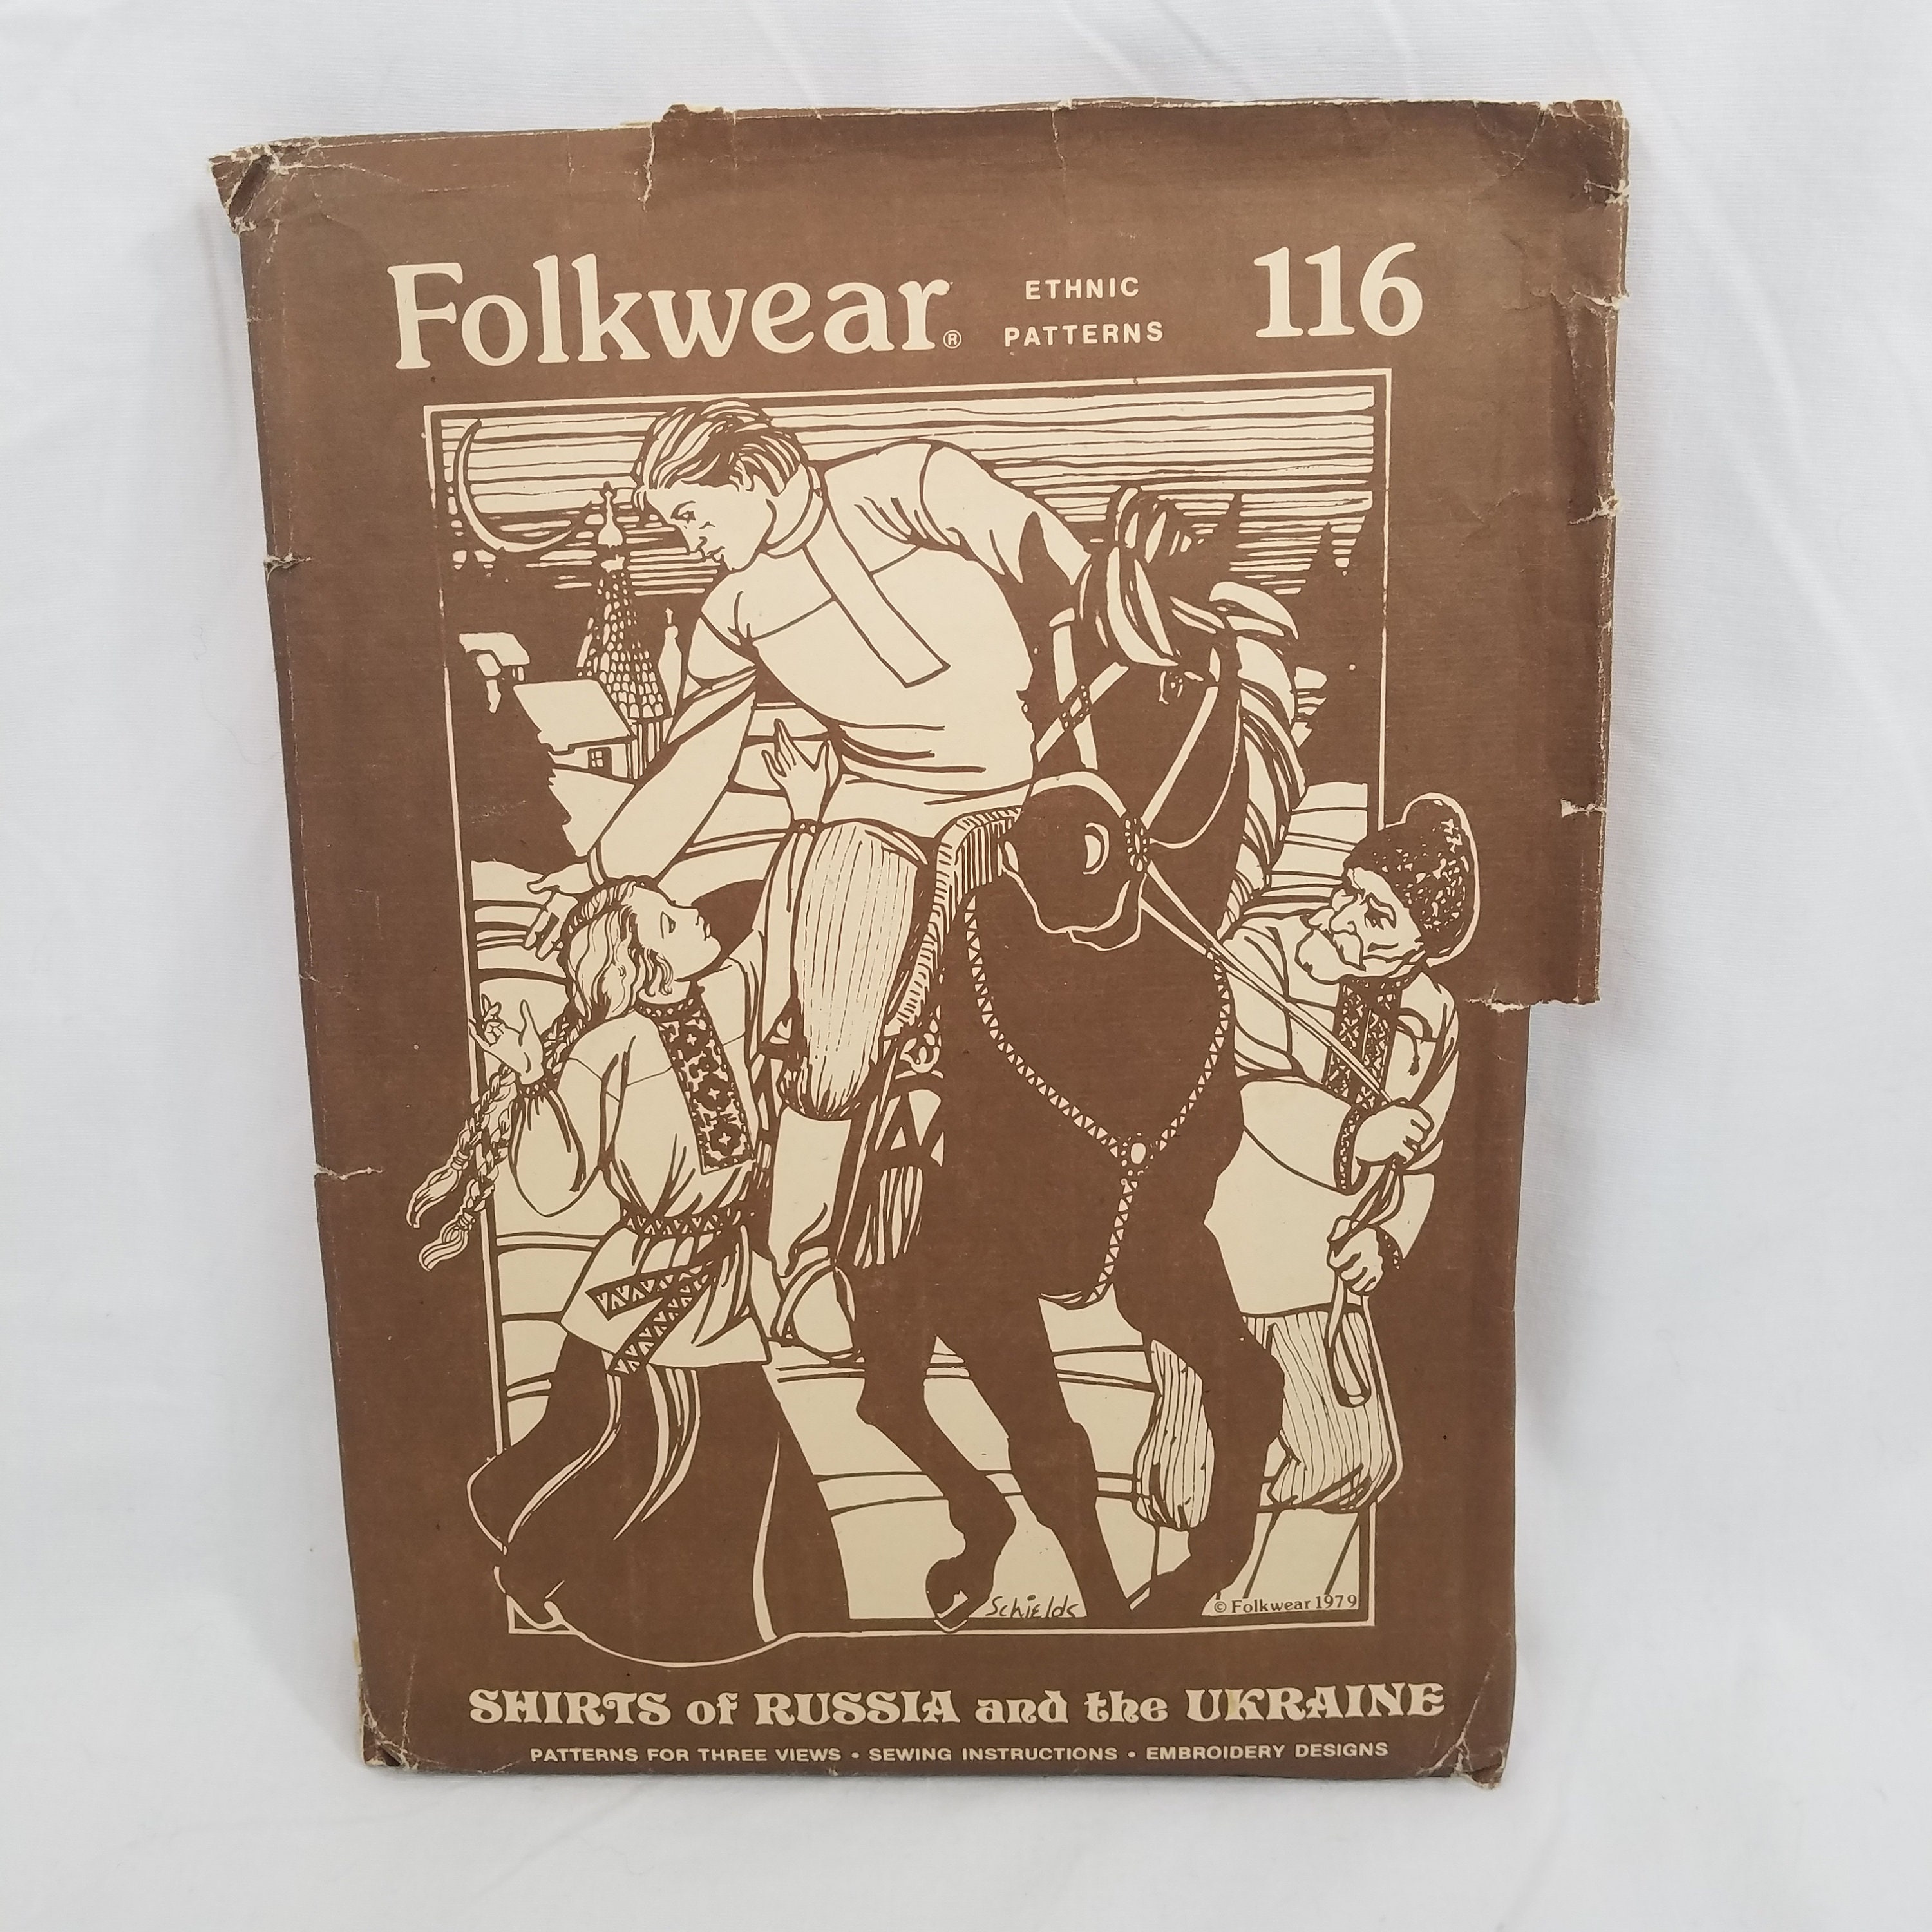 Folkwear® ETHNIC PATTERNS 116
Schields
© Folkwear 1979
SHIRTS of RUSSIA and the UKRAINE
PATTERNS FOR THREE VIEWS • SEWING INSTRUCTIONS • EMBROIDERY DESIGNS